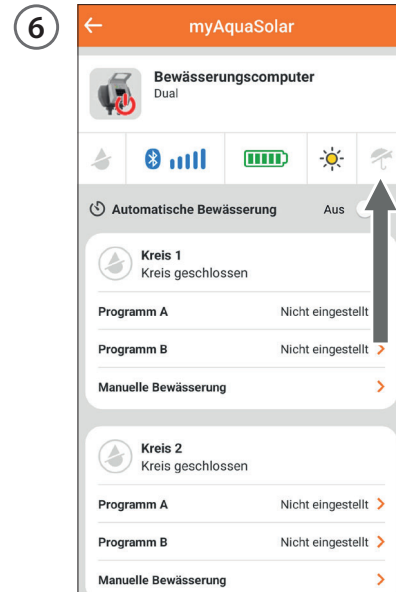 6
myAquaSolar
Bewässerungscomputer
Dual
Automatische Bewässerung Aus
Kreis 1
Kreis geschlossen
Programm A Nicht eingestellt
Programm B Nicht eingestellt
Manuelle Bewässerung
Kreis 2
Kreis geschlossen
Programm A Nicht eingestellt
Programm B Nicht eingestellt
Manuelle Bewässerung